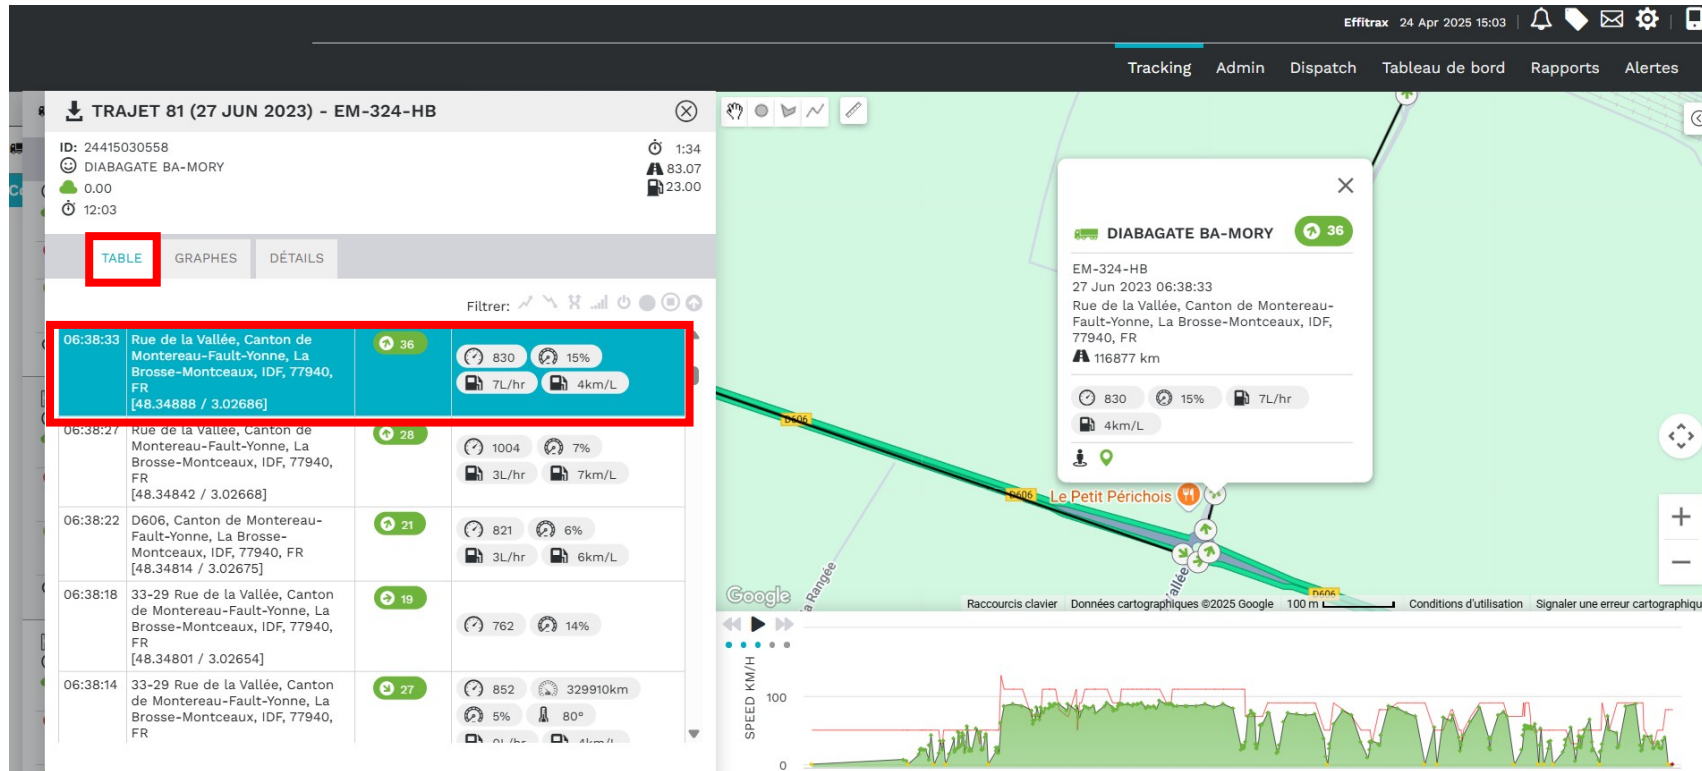 Effitrax 24 Apr 2025 15:03
Tracking Admin Dispatch Tableau de bord Rapports Alertes
TRAJET 81 (27 JUN 2023) - EM-324-HB
ID: 24415030558
1:34
DIABAGATE BA-MORY
83.07
0.00
23.00
12:03
TABLE GRAPHES DÉTAILS
Filtrer:
06:38:33
Rue de la Vallée, Canton de
Montereau-Fault-Yonne, La
Brosse-Montceaux, IDF, 77940,
FR
[48.34888 / 3.02686]
36
830 15%
7L/hr 4km/L
06:38:27
Rue de la Vallée, Canton de
Montereau-Fault-Yonne, La
Brosse-Montceaux, IDF, 77940,
FR
[48.34842 / 3.02668]
28
1004 7%
3L/hr 7km/L
06:38:22
D606, Canton de Montereau-
Fault-Yonne, La Brosse-
Montceaux, IDF, 77940, FR
[48.34814 / 3.02675]
21
821 6%
3L/hr 6km/L
06:38:18
33-29 Rue de la Vallée, Canton
de Montereau-Fault-Yonne, La
Brosse-Montceaux, IDF, 77940,
FR
[48.34801 / 3.02654]
19
762 14%
06:38:14
33-29 Rue de la Vallée, Canton
de Montereau-Fault-Yonne, La
Brosse-Montceaux, IDF, 77940,
FR
27
852 329910km
5% 80°
DIABAGATE BA-MORY 36
EM-324-HB
27 Jun 2023 06:38:33
Rue de la Vallée, Canton de Montereau-
Fault-Yonne, La Brosse-Montceaux, IDF,
77940, FR
116877 km
830 15% 7L/hr
4km/L
D606
D606
Le Petit Périchois
D606
Google
a Rangée
allée
Raccourcis clavier Données cartographiques ©2025 Google 100 m Conditions d'utilisation Signaler une erreur cartographiqu
SPEED KM/H
100
0